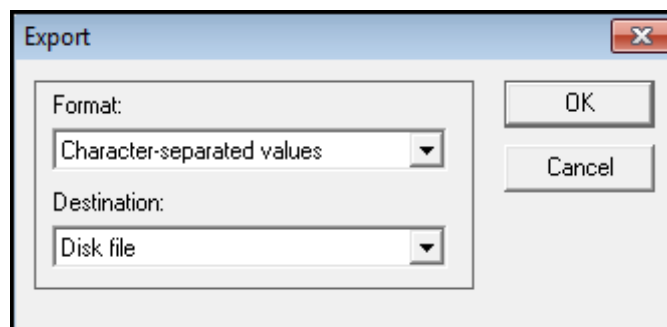 Export
Format:
Character-separated values
Destination:
Disk file
OK
Cancel